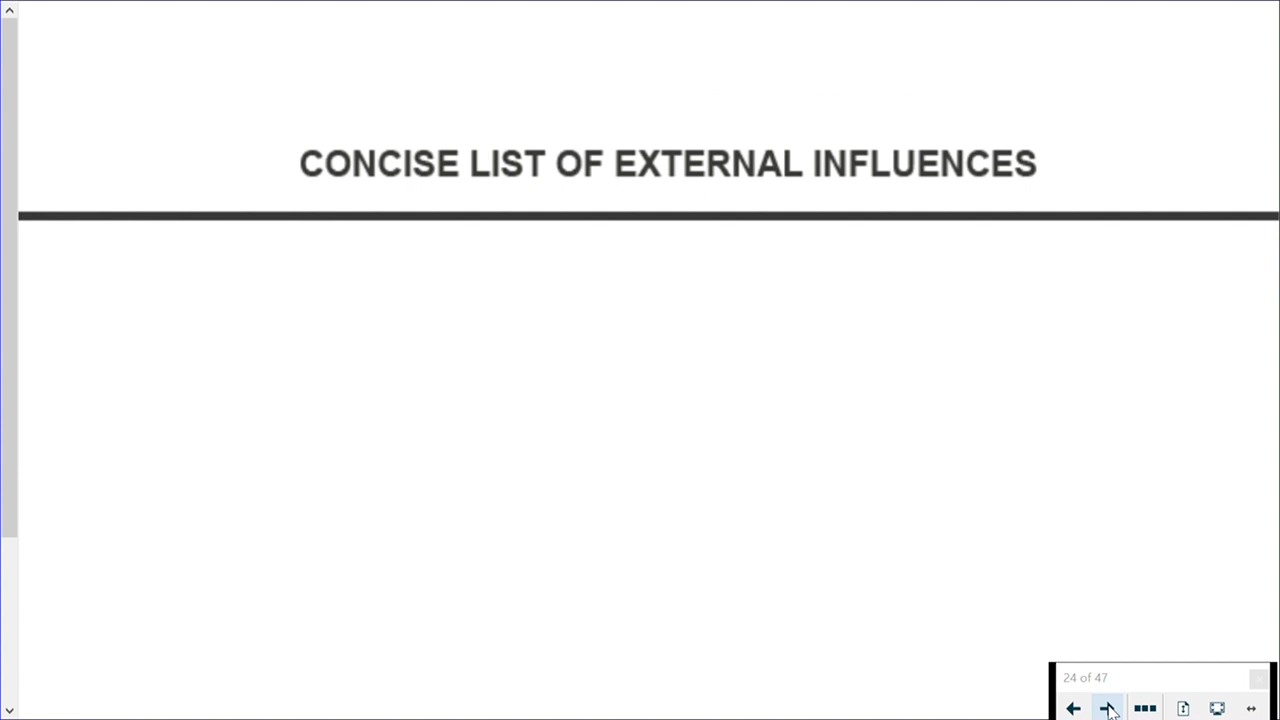 CONCISE LIST OF EXTERNAL INFLUENCES
24 of 47